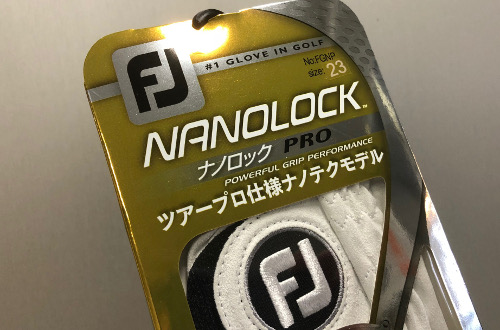 FJ
#1 GLOVE IN GOLF
No:FGNP
size: 23
NANOLOCK™
ナノロック PRO
POWERFUL GRIP PERFORMANCE
ツアープロ仕様ナノテクモデル
FJ